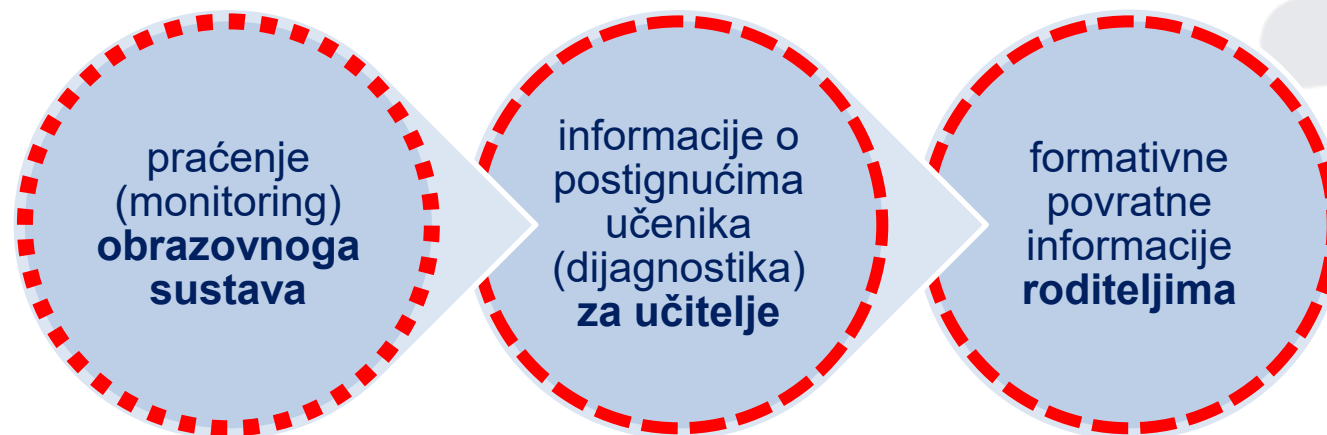 praćenje
(monitoring)
obrazovnoga
sustava
informacije o
postignućima
učenika
(dijagnostika)
za učitelje
formativne
povratne
informacije
roditeljima